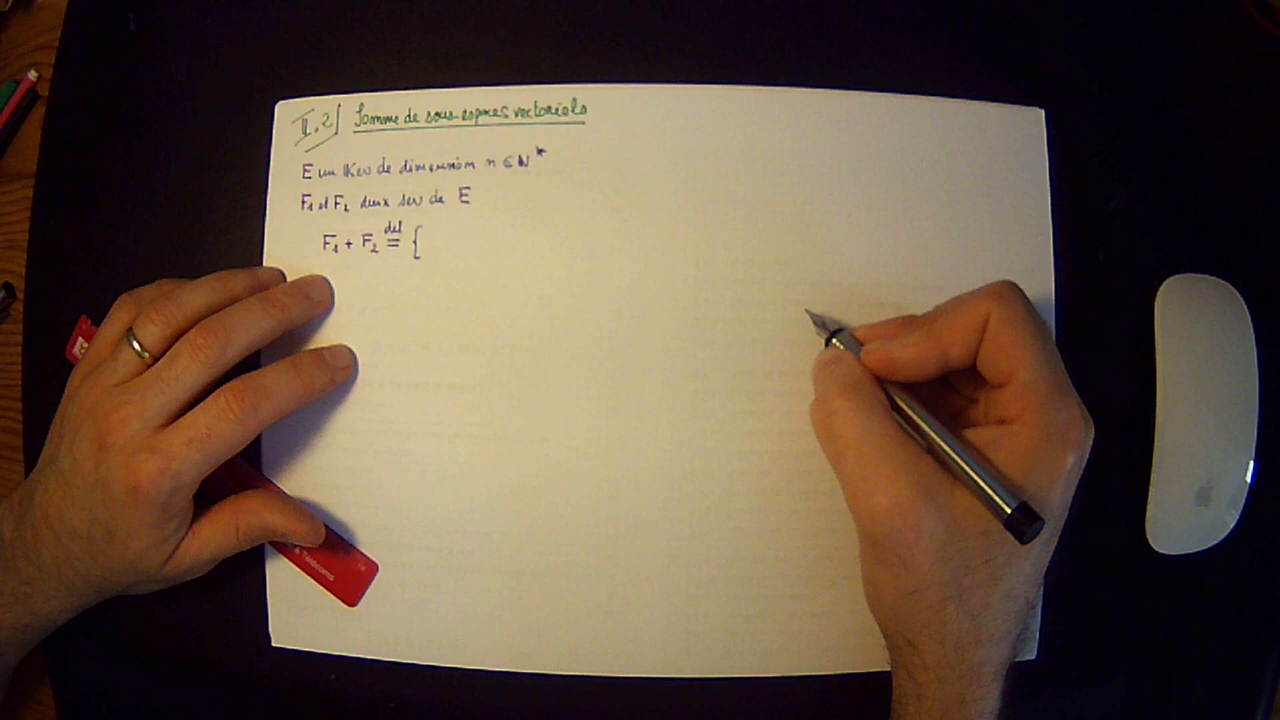 II.2/ Somme de sous-espaces vectoriels
E un Kev de dimension n ∈ N*
F₁ et F₂ deux sev de E
F₁ + F₂ def = {
& Télécoms